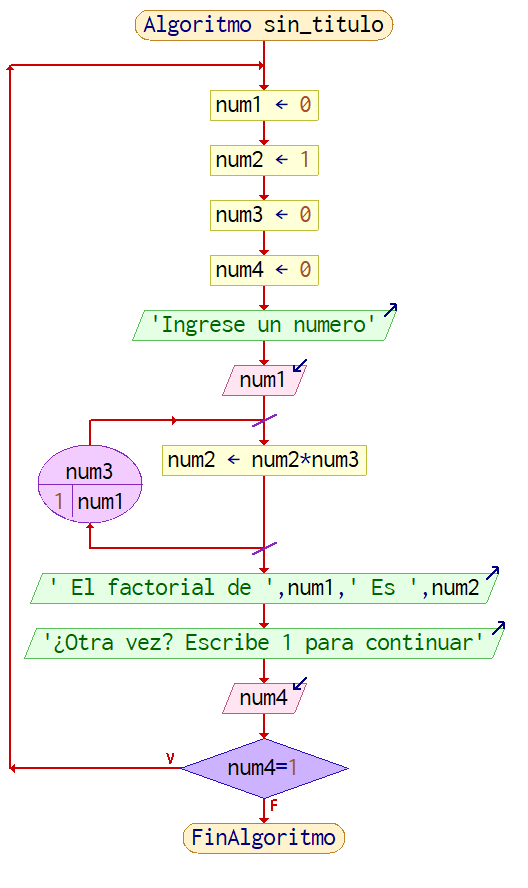 Algoritmo sin_titulo
num1 ← 0
num2 ← 1
num3 ← 0
num4 ← 0
'Ingrese un numero'
num1
num2 ← num2*num3
num3
1 num1
' El factorial de ',num1,' Es ',num2
'¿Otra vez? Escribe 1 para continuar'
num4
V
num4=1
F
FinAlgoritmo